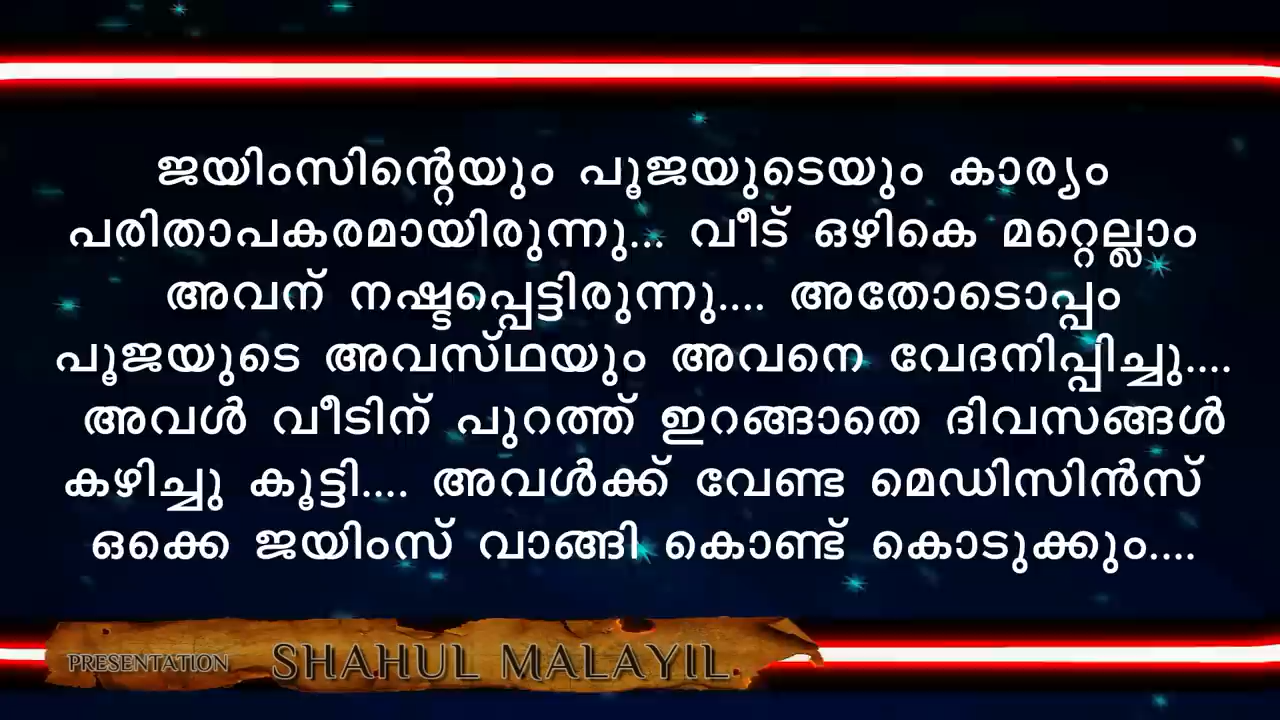 ജയിംസിന്റെയും പൂജയുടെയും കാര്യം
പരിതാപകരമായിരുന്നു... വീട് ഒഴികെ മറ്റെല്ലാം
അവന് നഷ്ടപ്പെട്ടിരുന്നു.... അതോടൊപ്പം
പൂജയുടെ അവസ്ഥയും അവനെ വേദനിപ്പിച്ചു....
അവൾ വീടിന് പുറത്ത് ഇറങ്ങാതെ ദിവസങ്ങൾ
കഴിച്ചു കൂട്ടി.... അവൾക്ക് വേണ്ട മെഡിസിൻസ്
ഒക്കെ ജയിംസ് വാങ്ങി കൊണ്ട് കൊടുക്കും....
PRESENTATION SHAHUL MALAYIL